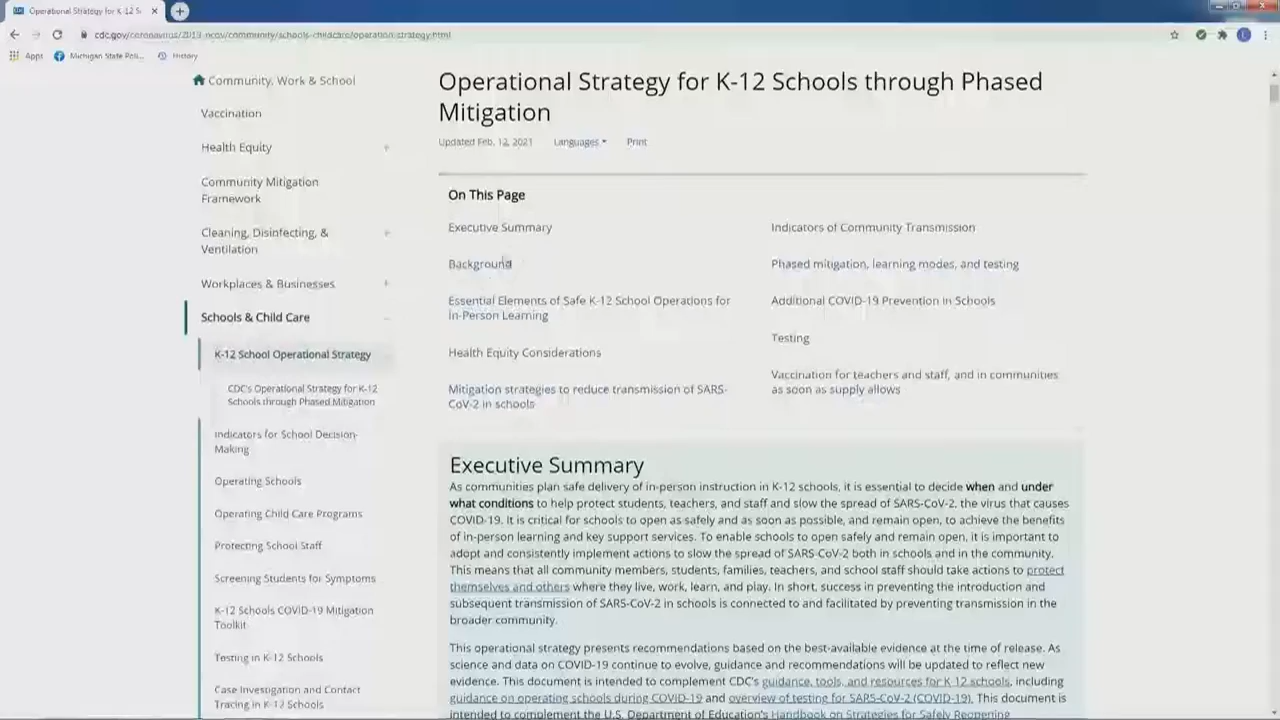 Operational Strategy for K-12 S
cdc.gov/coronavirus/2019-ncov/community/schools-childcare/operation-strategy.html
Apps
Michigan State Poli...
History
Community, Work & School
Vaccination
Health Equity
Community Mitigation
Framework
Cleaning, Disinfecting, &
Ventilation
Workplaces & Businesses
Schools & Child Care
K-12 School Operational Strategy
CDC's Operational Strategy for K-12
Schools through Phased Mitigation
Indicators for School Decision-
Making
Operating Schools
Operating Child Care Programs
Protecting School Staff
Screening Students for Symptoms
K-12 Schools COVID-19 Mitigation
Toolkit
Testing in K-12 Schools
Case Investigation and Contact
Tracing in K-12 Schools
Operational Strategy for K-12 Schools through Phased
Mitigation
Updated Feb. 12, 2021 Languages Print
On This Page
Executive Summary
Background
Essential Elements of Safe K-12 School Operations for
In-Person Learning
Health Equity Considerations
Mitigation strategies to reduce transmission of SARS-
CoV-2 in schools
Indicators of Community Transmission
Phased mitigation, learning modes, and testing
Additional COVID-19 Prevention in Schools
Testing
Vaccination for teachers and staff, and in communities
as soon as supply allows
Executive Summary
As communities plan safe delivery of in-person instruction in K-12 schools, it is essential to decide when and under
what conditions to help protect students, teachers, and staff and slow the spread of SARS-CoV-2, the virus that causes
COVID-19. It is critical for schools to open as safely and as soon as possible, and remain open, to achieve the benefits
of in-person learning and key support services. To enable schools to open safely and remain open, it is important to
adopt and consistently implement actions to slow the spread of SARS-CoV-2 both in schools and in the community.
This means that all community members, students, families, teachers, and school staff should take actions to protect
themselves and others where they live, work, learn, and play. In short, success in preventing the introduction and
subsequent transmission of SARS-CoV-2 in schools is connected to and facilitated by preventing transmission in the
broader community.
This operational strategy presents recommendations based on the best-available evidence at the time of release. As
science and data on COVID-19 continue to evolve, guidance and recommendations will be updated to reflect new
evidence. This document is intended to complement CDC's guidance, tools, and resources for K-12 schools, including
guidance on operating schools during COVID-19 and overview of testing for SARS-CoV-2 (COVID-19). This document is
intended to complement the U.S. Department of Education's Handbook on Strategies for Safely Reopening